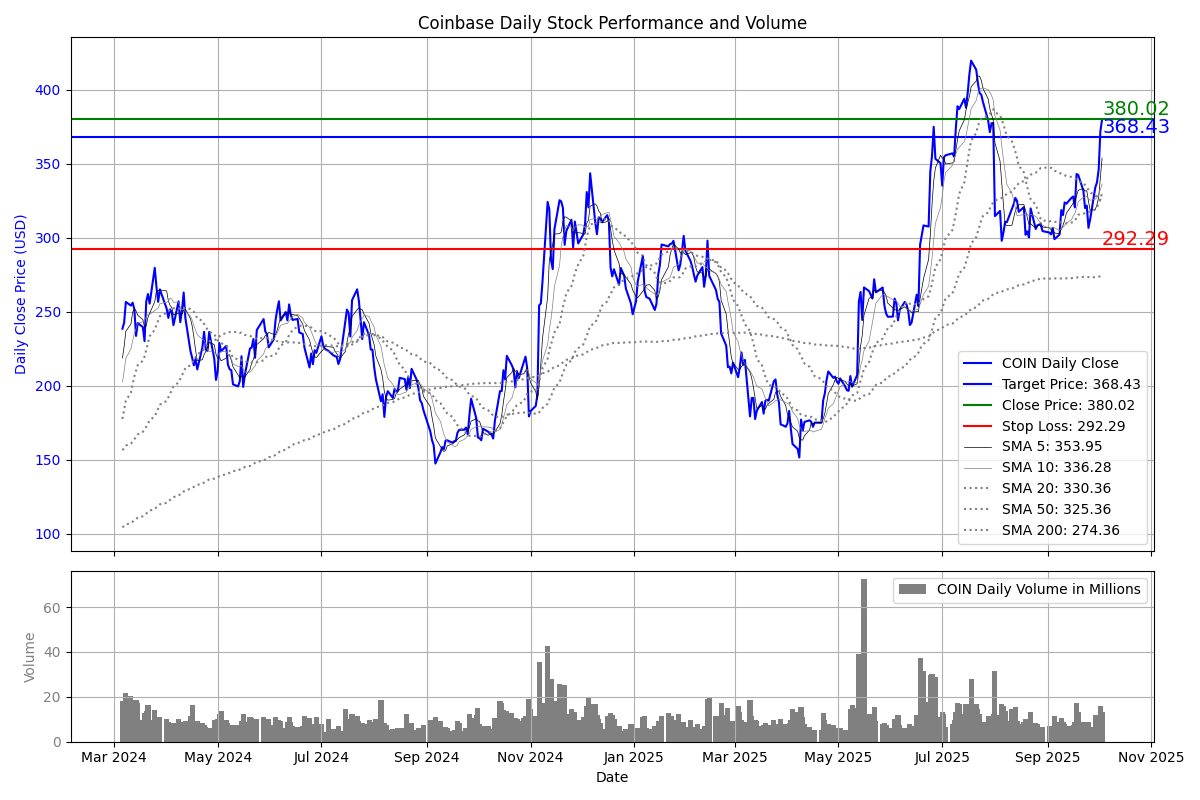 Coinbase Daily Stock Performance and Volume
Daily Close Price (USD)
400
350
300
250
200
150
100
380.02
368.43
292.29
COIN Daily Close
Target Price: 368.43
Close Price: 380.02
Stop Loss: 292.29
SMA 5: 353.95
SMA 10: 336.28
SMA 20: 330.36
SMA 50: 325.36
SMA 200: 274.36
Volume
60
40
20
0
COIN Daily Volume in Millions
Mar 2024 May 2024 Jul 2024 Sep 2024 Nov 2024 Jan 2025 Mar 2025 May 2025 Jul 2025 Sep 2025 Nov 2025
Date